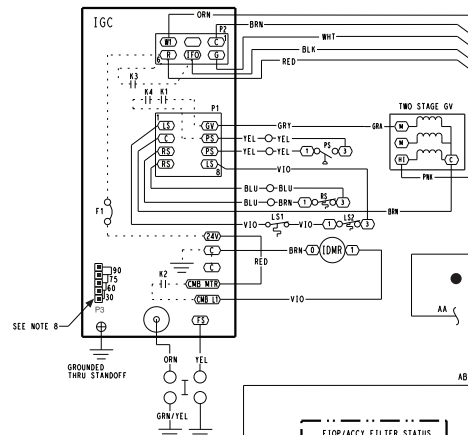 IGC
ORN
BRN
WHT
BLK
RED
P2
W1
C
1
R
IFO
G
6
K3
K4 K1
P1
1
LS
GV
GRY
GRA
C
PS
YEL
YEL
1
PS
3
RS
PS
YEL
YEL
RS
LS
8
VIO
TWO STAGE GV
M
M
HI
C
PNK
BLU
BLU
BLU
BRN
1
RS
3
BRN
F1
VIO
LS1
VIO
1
LS2
3
24V
C
BRN
0
IDMR
1
C
RED
K2
CMB MTR
CMB L1
VIO
90
75
60
30
P3
SEE NOTE 8
FS
GROUNDED
THRU STANDOFF
ORN
YEL
GRN/YEL
AA
AB
FIOP/ACCY FILTER STATUS